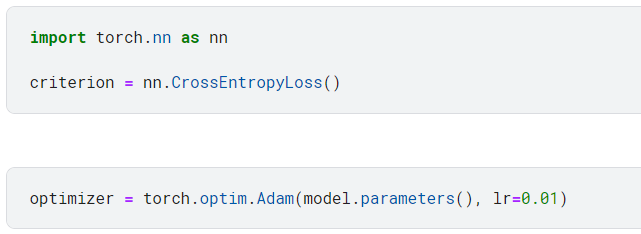 import torch.nn as nn
criterion = nn.CrossEntropyLoss()
optimizer = torch.optim.Adam(model.parameters(), lr=0.01)